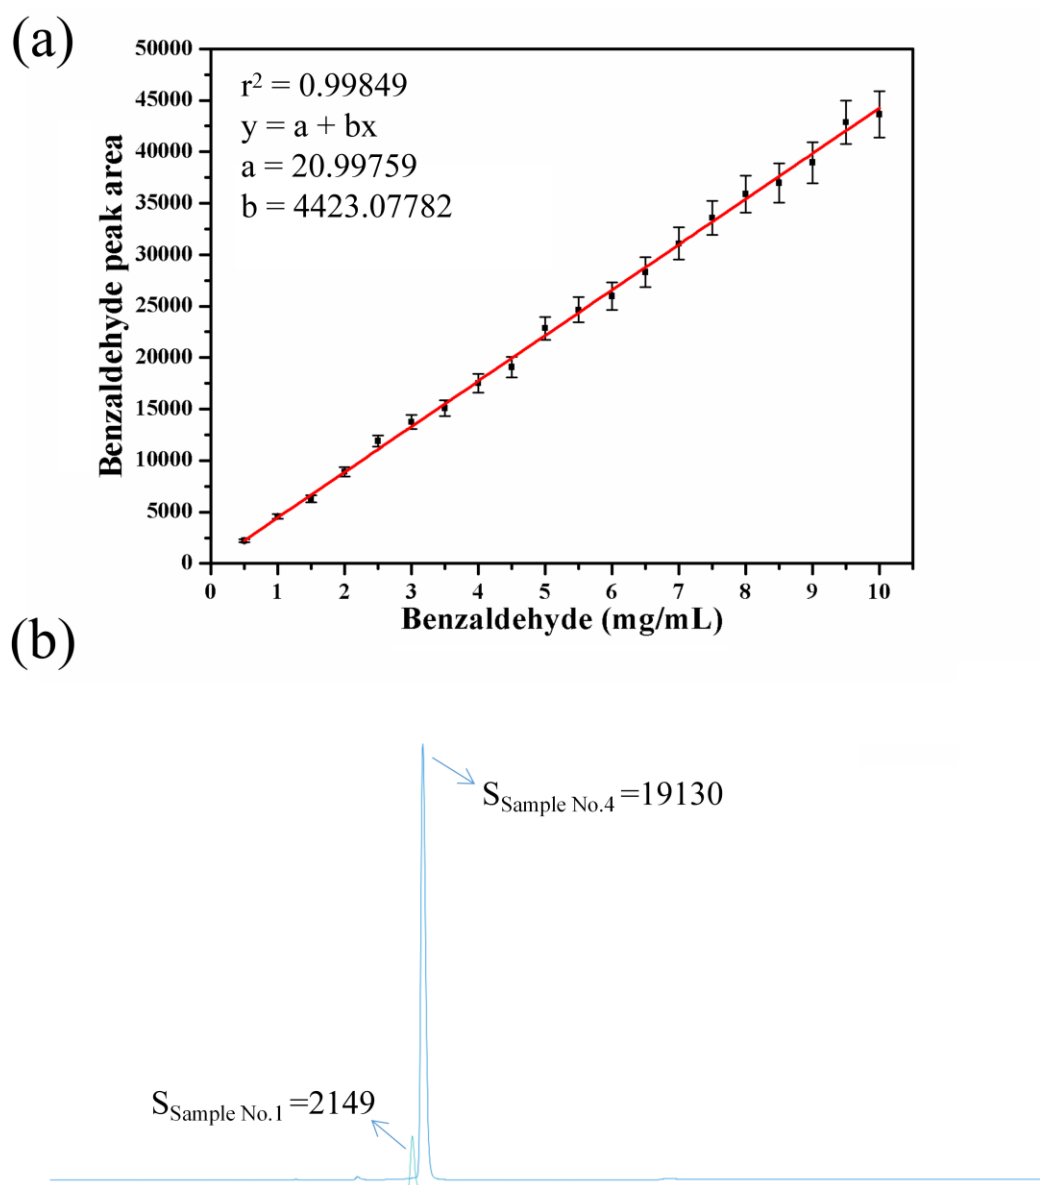 (a)
50000
45000
40000
35000
30000
25000
20000
15000
10000
5000
0
Benzaldehyde peak area
r² = 0.99849
y = a + bx
a = 20.99759
b = 4423.07782
0 1 2 3 4 5 6 7 8 9 10
Benzaldehyde (mg/mL)
(b)
S Sample No.4 =19130
S Sample No.1 =2149